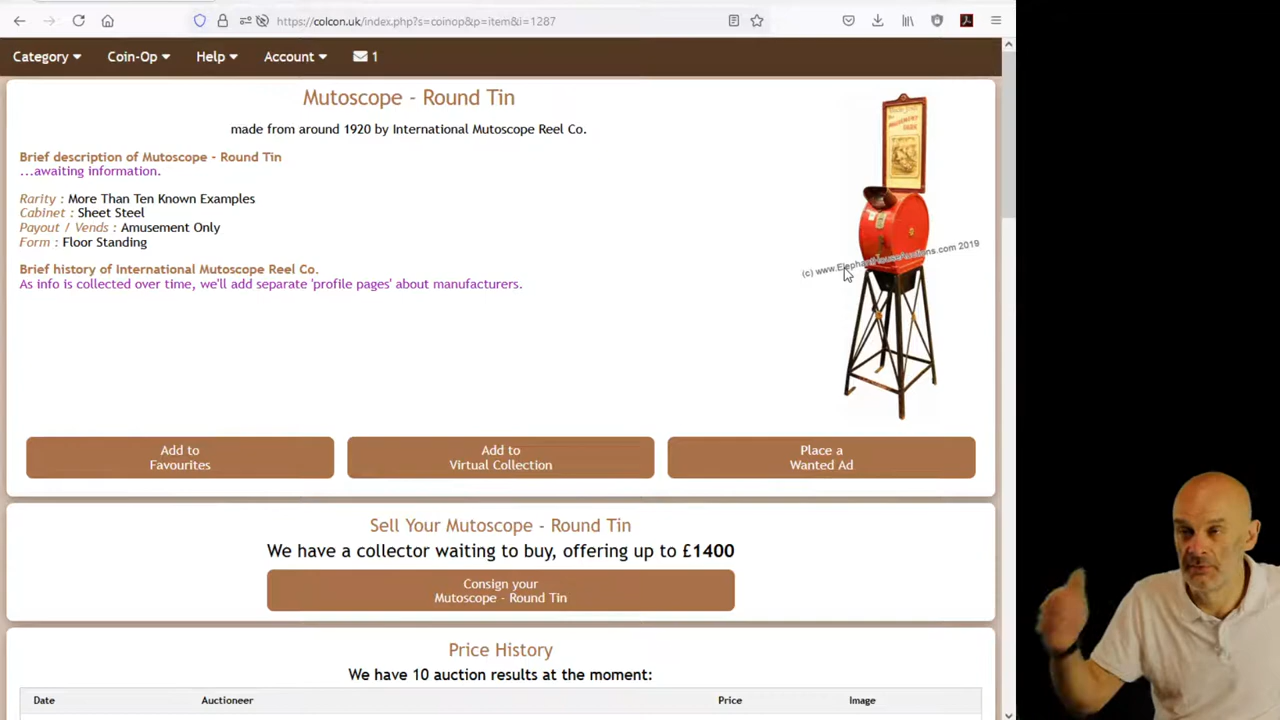 https://colcon.uk/index.php?s=coinop&p=item&i=1287
Category
Coin-Op
Help
Account
1
Mutoscope - Round Tin
made from around 1920 by International Mutoscope Reel Co.
Brief description of Mutoscope - Round Tin
...awaiting information.
Rarity : More Than Ten Known Examples
Cabinet : Sheet Steel
Payout / Vends : Amusement Only
Form : Floor Standing
Brief history of International Mutoscope Reel Co.
As info is collected over time, we'll add separate 'profile pages' about manufacturers.
AMUSEMENT
(c) www.ElephantHouseAuctions.com 2019
Add to
Favourites
Add to
Virtual Collection
Place a
Wanted Ad
Sell Your Mutoscope - Round Tin
We have a collector waiting to buy, offering up to £1400
Consign your
Mutoscope - Round Tin
Price History
We have 10 auction results at the moment:
Date Auctioneer Price Image